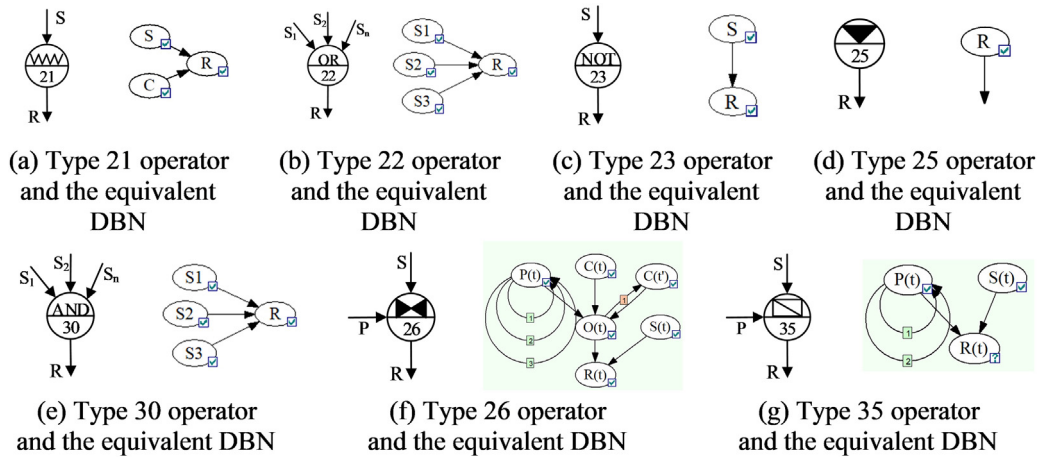 S
21
R
S
C
R
(a) Type 21 operator
and the equivalent
DBN
S1 S2 Sn
OR
22
R
S1
S2
S3
R
(b) Type 22 operator
and the equivalent
DBN
S
NOT
23
R
S
R
(c) Type 23 operator
and the equivalent
DBN
25
R
R
(d) Type 25 operator
and the equivalent
DBN
S1 S2 Sn
AND
30
R
S1
S2
S3
R
(e) Type 30 operator
and the equivalent DBN
S
P
26
R
P(t) C(t) C(t')
1
1
O(t) S(t)
2
3
R(t)
(f) Type 26 operator
and the equivalent DBN
S
P
35
R
P(t) S(t)
1
R(t)
?
2
(g) Type 35 operator
and the equivalent DBN